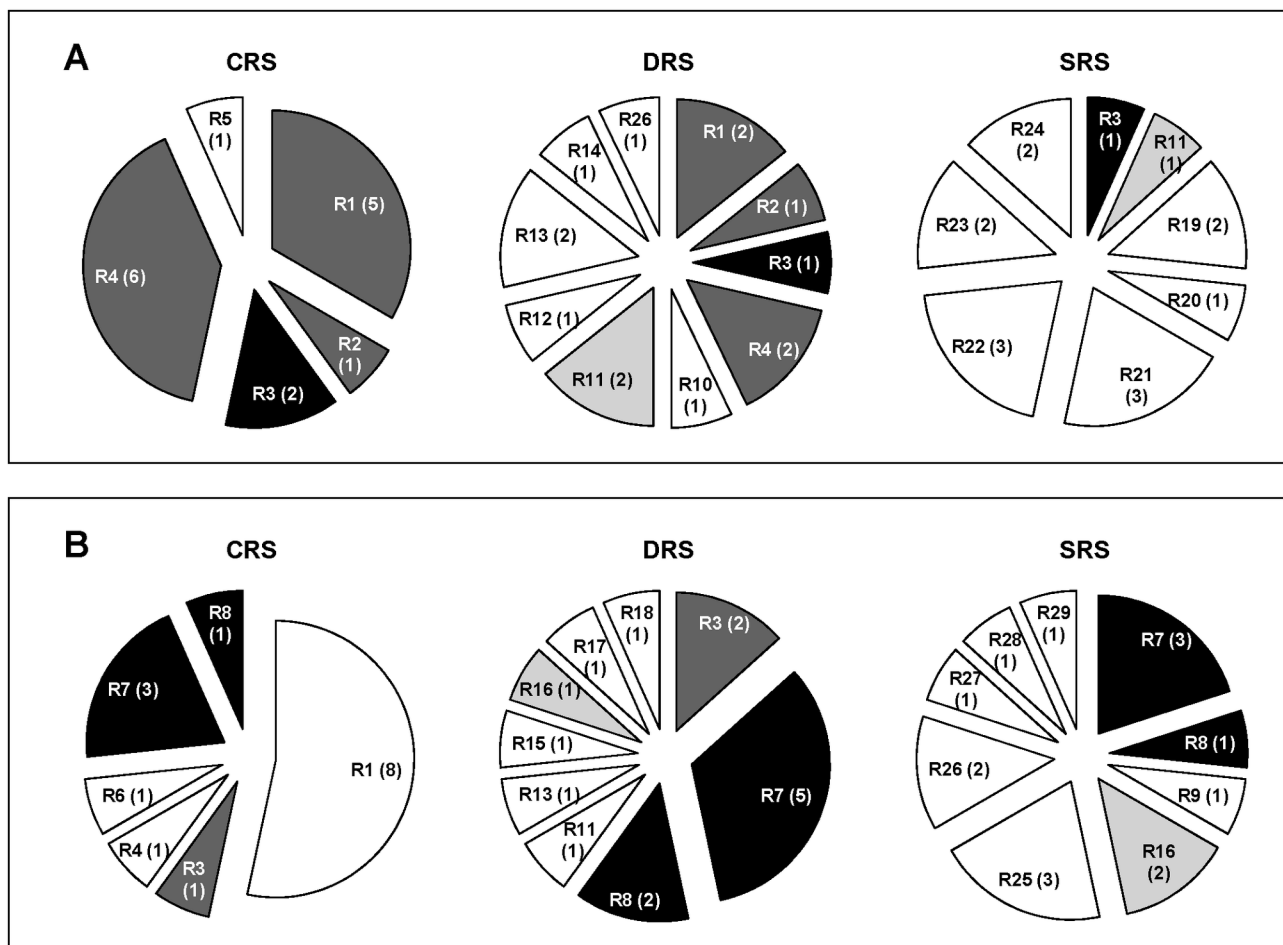 A
CRS
DRS
SRS
R5
(1)
R1 (5)
R2
(1)
R3 (2)
R4 (6)
R26
(1)
R1 (2)
R2 (1)
R3 (1)
R4 (2)
R10
(1)
R11 (2)
R12 (1)
R13 (2)
R14
(1)
R3
(1)
R11
(1)
R19 (2)
R20 (1)
R21
(3)
R22 (3)
R23 (2)
R24
(2)
B
CRS
DRS
SRS
R8
(1)
R1 (8)
R3
(1)
R4 (1)
R6 (1)
R7 (3)
R18
(1)
R3 (2)
R7 (5)
R8 (2)
R11
(1)
R13 (1)
R15 (1)
R16 (1)
R17
(1)
R29
(1)
R7 (3)
R8 (1)
R9 (1)
R16
(2)
R25 (3)
R26 (2)
R27
(1)
R28
(1)